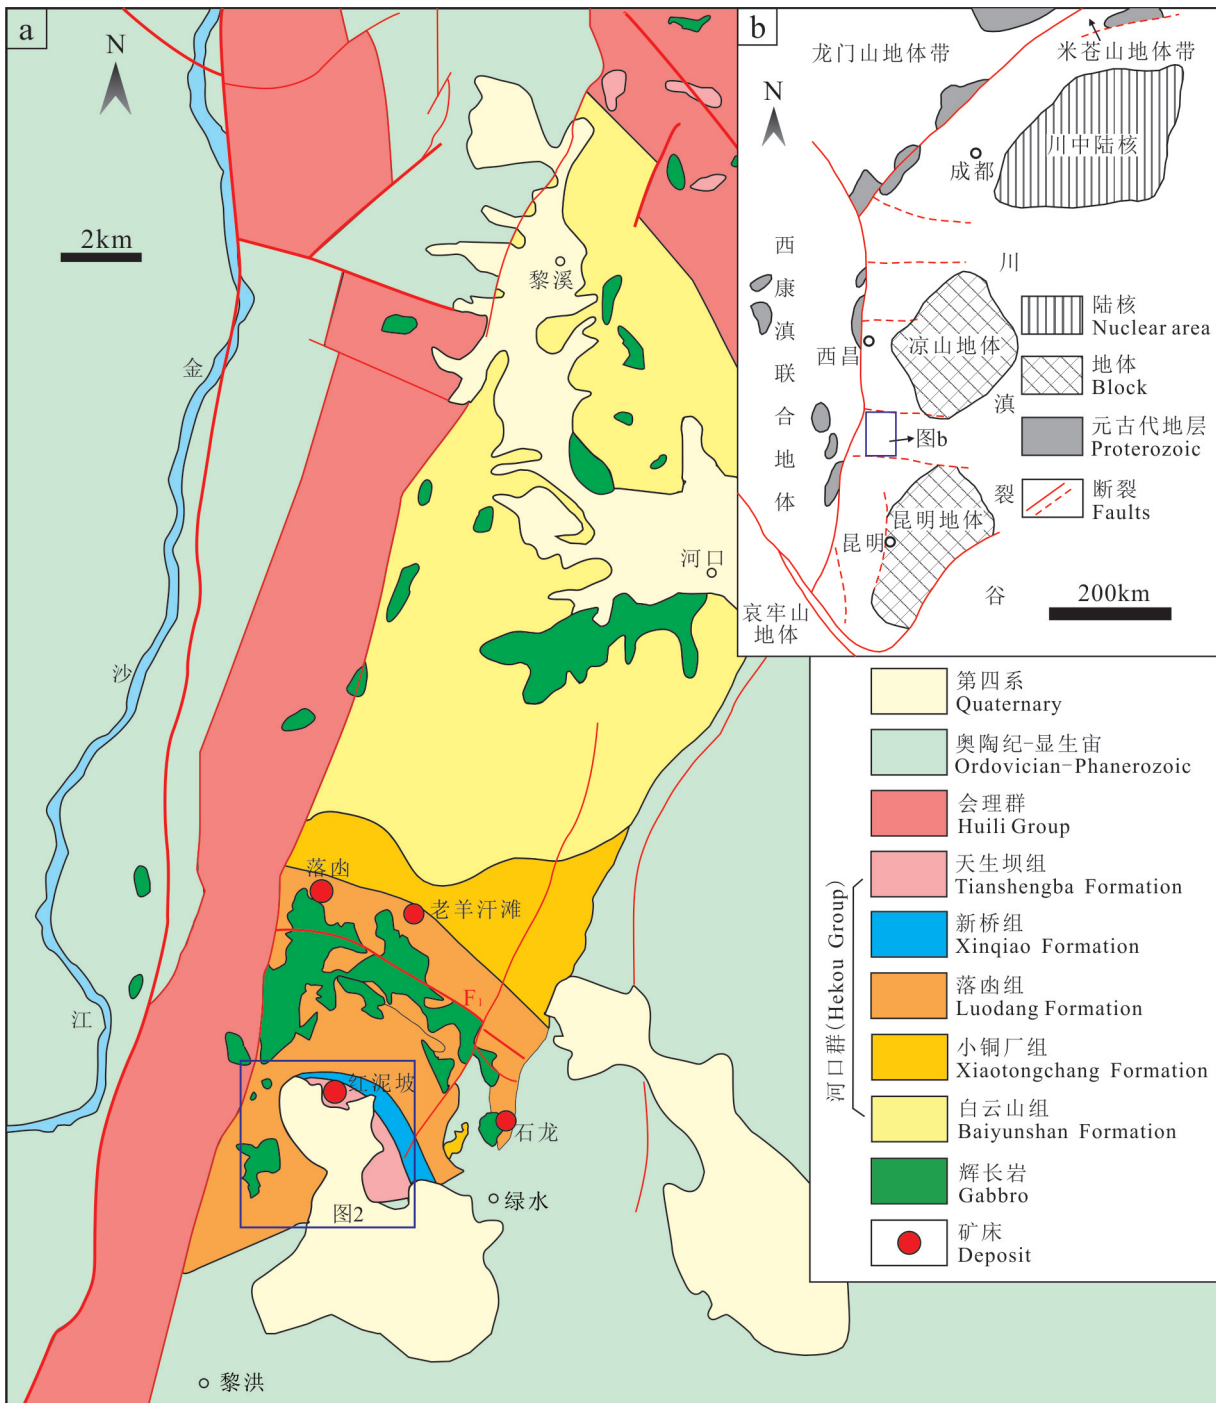 a
N
2km
黎溪
金
河口
沙
落凼
老羊汗滩
F1
江
红泥坡
石龙
绿水
图2
黎洪
b
龙门山地体带
米苍山地体带
N
川中陆核
成都
西康滇联合地体
川滇裂谷
西昌
凉山地体
图b
昆明地体
昆明
哀牢山
地体
陆核
Nuclear area
地体
Block
元古代地层
Proterozoic
断裂
Faults
200km
第四系
Quaternary
奥陶纪-显生宙
Ordovician-Phanerozoic
会理群
Huili Group
河口群(Hekou Group)
天生坝组
Tianshengba Formation
新桥组
Xinqiao Formation
落凼组
Luodang Formation
小铜厂组
Xiaotongchang Formation
白云山组
Baiyunshan Formation
辉长岩
Gabbro
矿床
Deposit